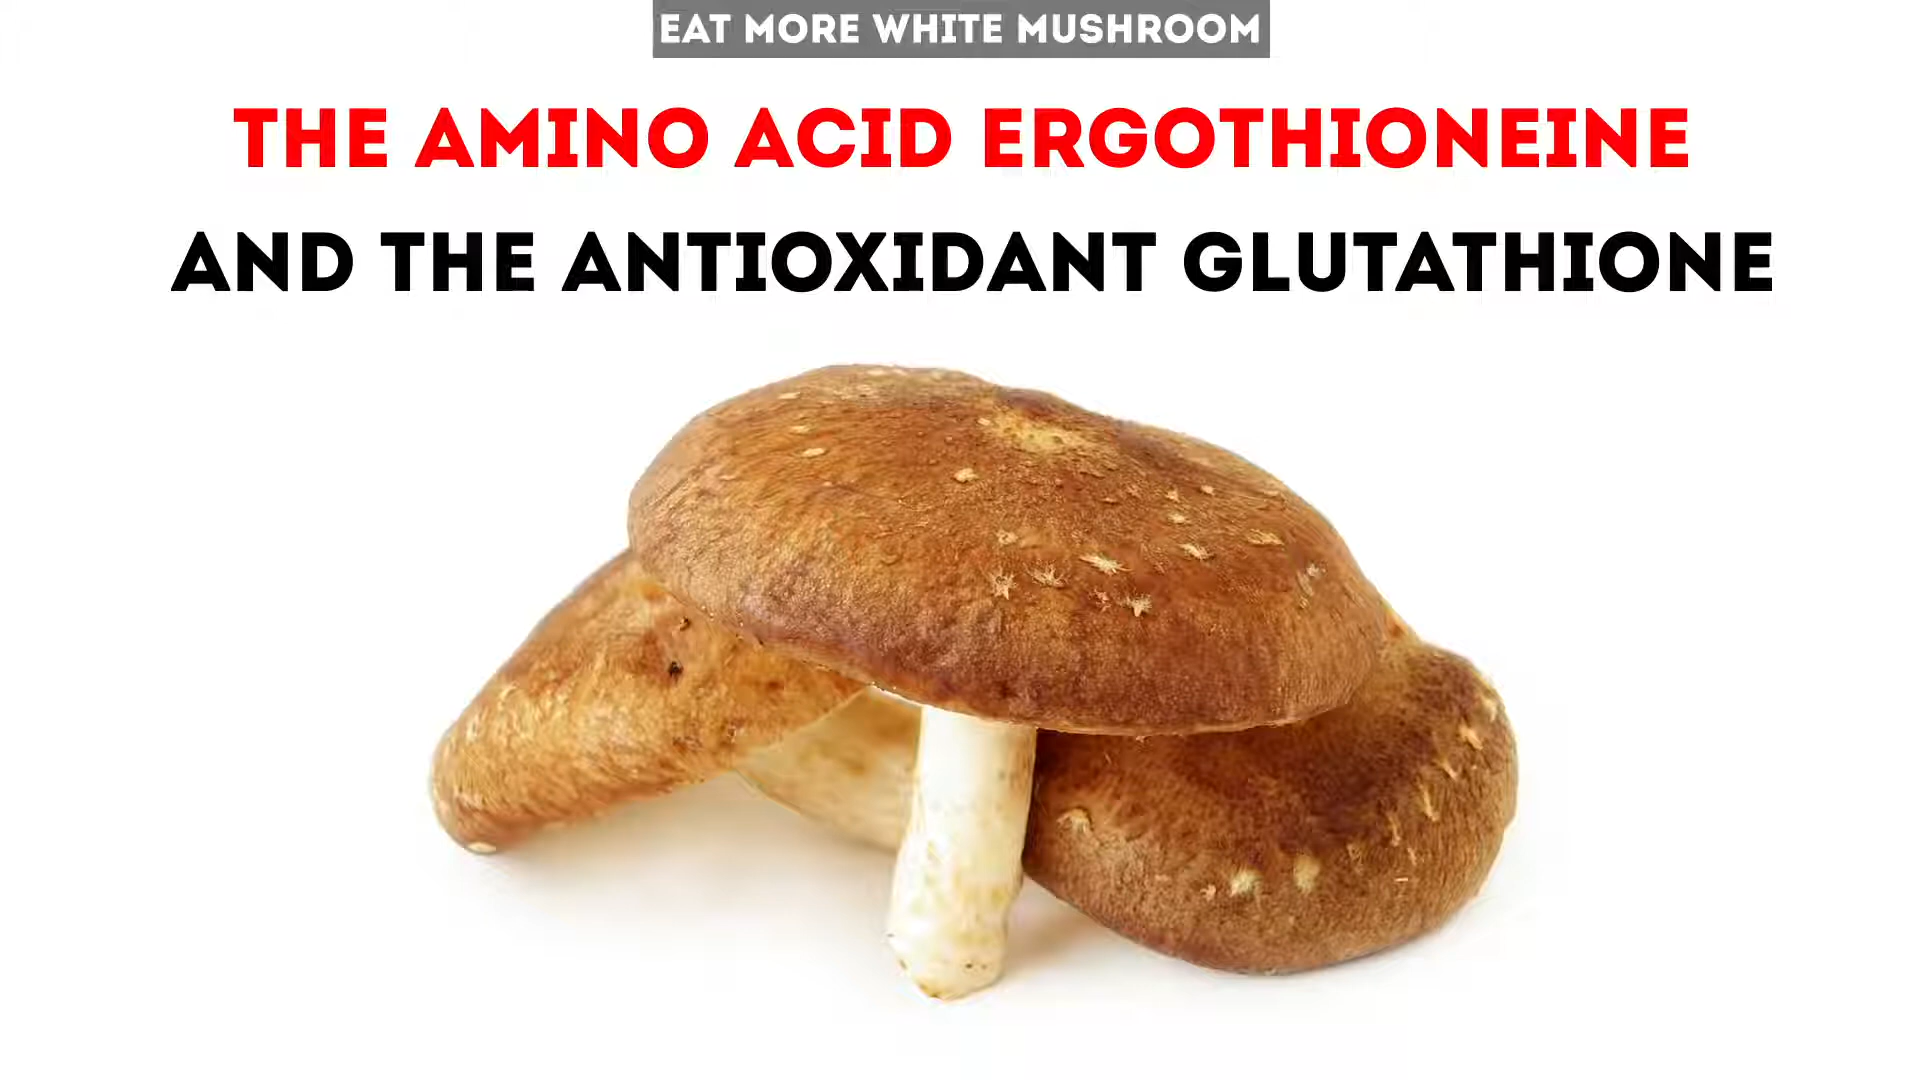 EAT MORE WHITE MUSHROOM
THE AMINO ACID ERGOTHIONEINE
AND THE ANTIOXIDANT GLUTATHIONE